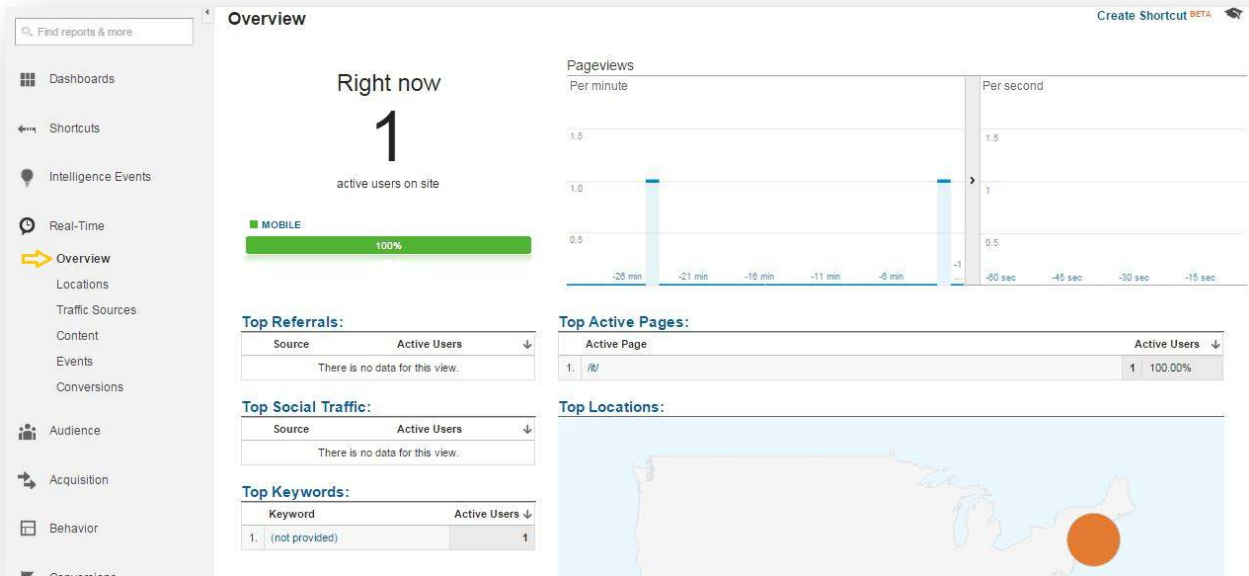 Find reports & more
Dashboards
Shortcuts
Intelligence Events
Real-Time
Overview
Locations
Traffic Sources
Content
Events
Conversions
Audience
Acquisition
Behavior
Conversions
Overview
Create Shortcut BETA
Right now
1
active users on site
MOBILE
100%
Pageviews
Per minute
Per second
1.5
1.0
0.5
-26 min -21 min -16 min -11 min -6 min -1 ...
1.5
1
0.5
-60 sec -45 sec -30 sec -15 sec
Top Referrals:
Source Active Users
There is no data for this view.
Top Social Traffic:
Source Active Users
There is no data for this view.
Top Keywords:
Keyword Active Users
1. (not provided) 1
Top Active Pages:
Active Page Active Users
1. /it/ 1 100.00%
Top Locations: